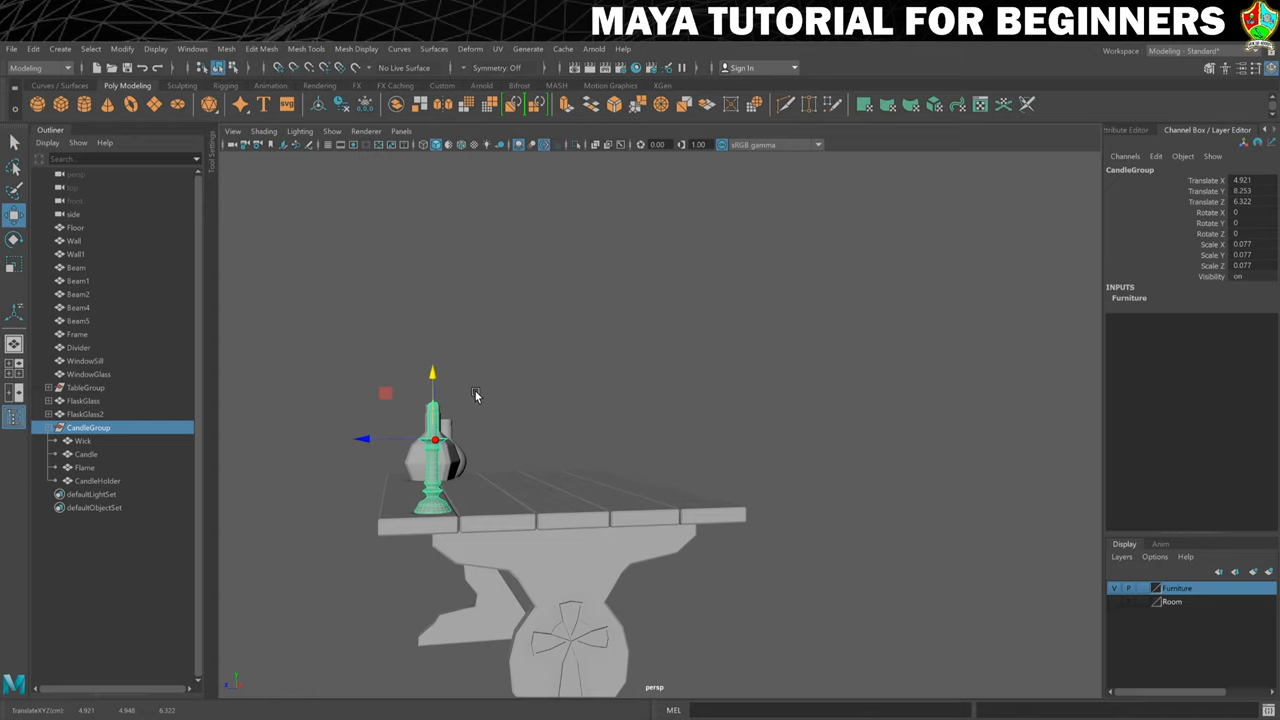 MAYA TUTORIAL FOR BEGINNERS
File Edit Create Select Modify Display Windows Mesh Edit Mesh Mesh Tools Mesh Display Curves Surfaces Deform UV Generate Cache Arnold Help
Workspace: Modeling - Standard*
Modeling No Live Surface Symmetry: Off Sign In
Curves / Surfaces Poly Modeling Sculpting Rigging Animation Rendering FX FX Caching Custom Arnold Bifrost MASH Motion Graphics XGen
Outliner
Display Show Help
Search...
persp
top
front
side
Floor
Wall
Wall1
Beam
Beam1
Beam2
Beam4
Beam5
Frame
Divider
WindowSill
WindowGlass
TableGroup
FlaskGlass
FlaskGlass2
CandleGroup
Wick
Candle
Flame
CandleHolder
defaultLightSet
defaultObjectSet
Tool Settings
View Shading Lighting Show Renderer Panels
0.00 1.00 sRGB gamma
persp
ttribute Editor Channel Box / Layer Editor
Channels Edit Object Show
CandleGroup
Translate X 4.921
Translate Y 8.253
Translate Z 6.322
Rotate X 0
Rotate Y 0
Rotate Z 0
Scale X 0.077
Scale Y 0.077
Scale Z 0.077
Visibility on
INPUTS
Furniture
Display Anim
Layers Options Help
V P Furniture
Room
TranslateXYZ(cm): 4.921 4.948 6.322
MEL